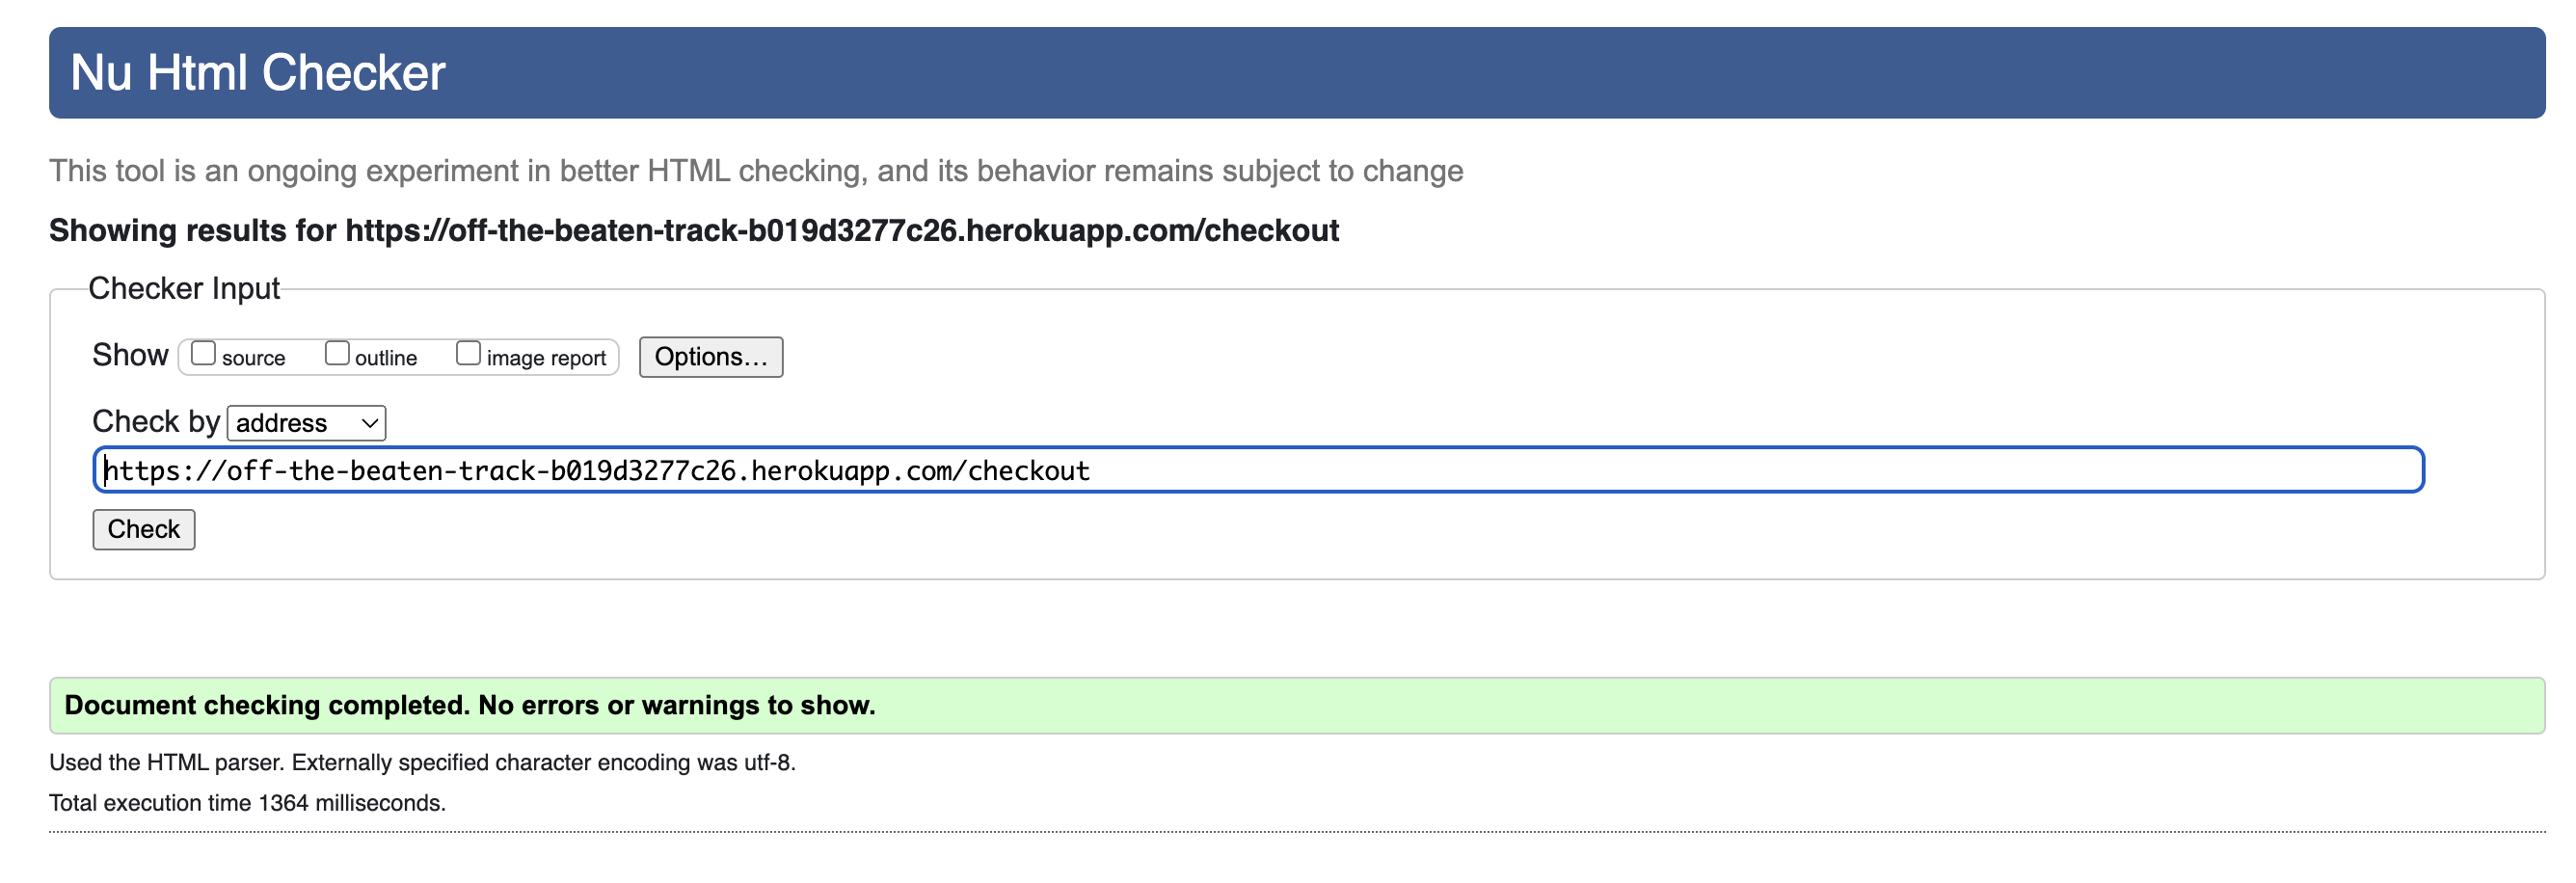 Nu Html Checker
This tool is an ongoing experiment in better HTML checking, and its behavior remains subject to change
Showing results for https://off-the-beaten-track-b019d3277c26.herokuapp.com/checkout
Checker Input
Show source outline image report Options...
Check by address
https://off-the-beaten-track-b019d3277c26.herokuapp.com/checkout
Check
Document checking completed. No errors or warnings to show.
Used the HTML parser. Externally specified character encoding was utf-8.
Total execution time 1364 milliseconds.